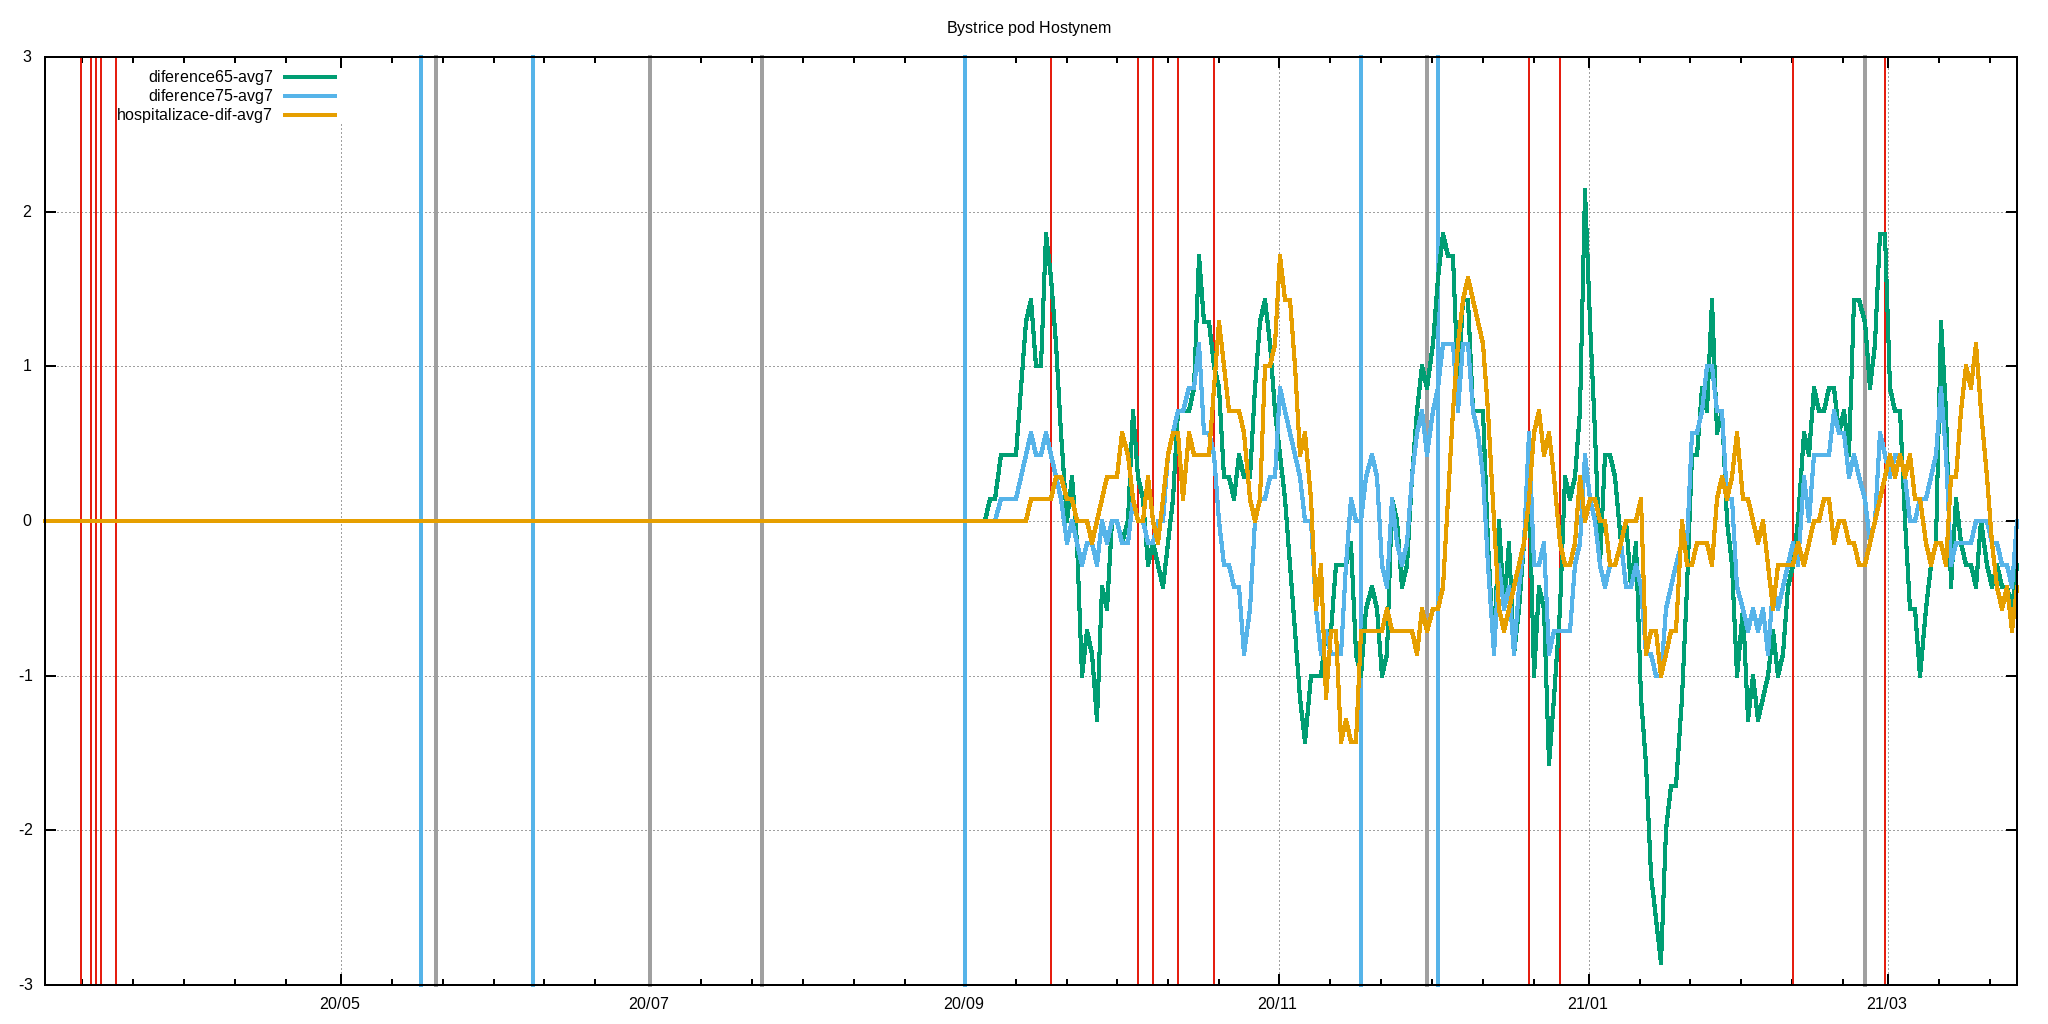 Bystrice pod Hostynem
3
diference65-avg7
diference75-avg7
hospitalizace-dif-avg7
2
1
0
-1
-2
-3
20/05 20/07 20/09 20/11 21/01 21/03